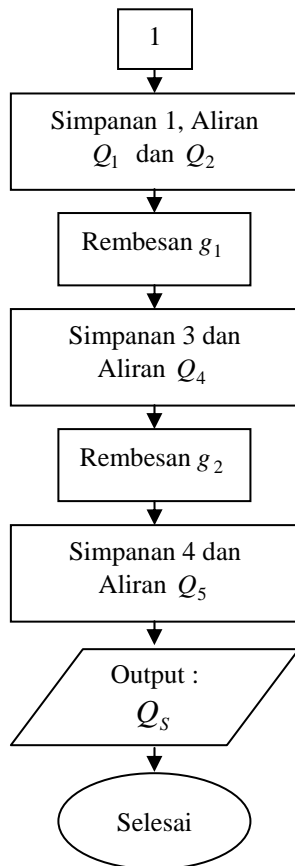 1
Simpanan 1, Aliran
Q₁ dan Q₂
Rembesan g₁
Simpanan 3 dan
Aliran Q₄
Rembesan g₂
Simpanan 4 dan
Aliran Q₅
Output :
Qₛ
Selesai